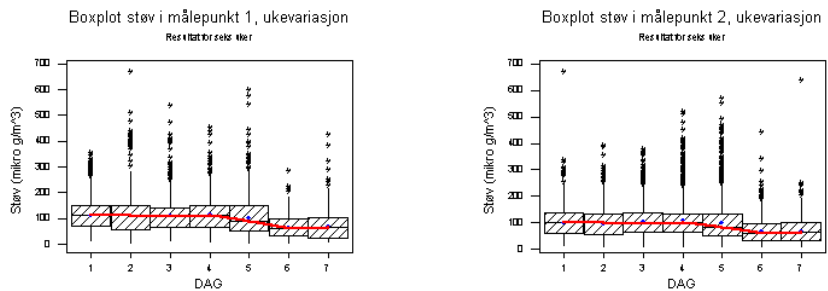 Boxplot støv i målepunkt 1, ukevariasjon
Resultat for seks uker
700
600
500
400
300
200
100
0
Støv (mikro g/m^3)
1 2 3 4 5 6 7
DAG
Boxplot støv i målepunkt 2, ukevariasjon
Resultat for seks uker
700
600
500
400
300
200
100
0
Støv (mikro g/m^3)
1 2 3 4 5 6 7
DAG